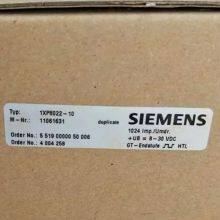 Typ: 1XP8022-10
M-Nr.: 11061631
duplicate
SIEMENS
1024 Imp./Umdr.
+UB = 8-30 VDC
GT-Endstufe HTL
Order No.: 5 519 00000 50 006
Order No.: 4 004 256